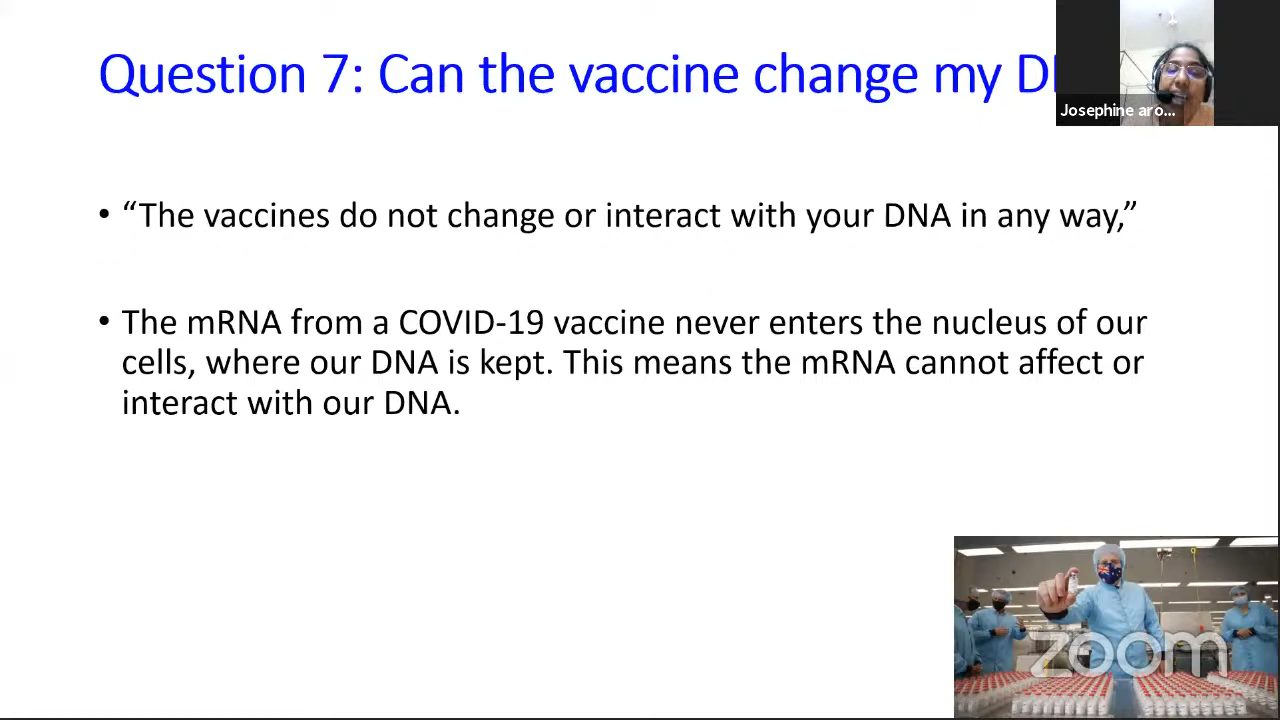 Question 7: Can the vaccine change my
Josephine aro...
• “The vaccines do not change or interact with your DNA in any way,”
• The mRNA from a COVID-19 vaccine never enters the nucleus of our
cells, where our DNA is kept. This means the mRNA cannot affect or
interact with our DNA.
zoom